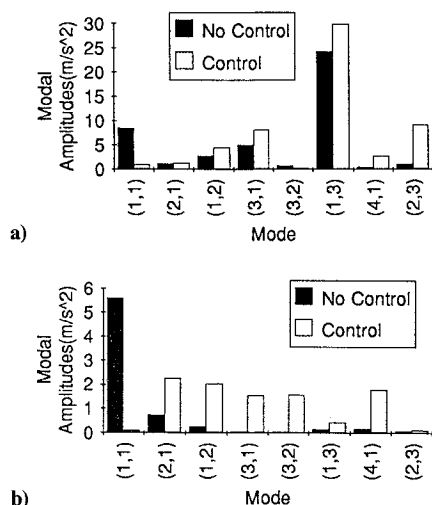 30
25
20
15
10
5
0
Modal
Amplitudes(m/s^2)
No Control
Control
(1,1)
(2,1)
(1,2)
(3,1)
(3,2)
(1,3)
(4,1)
(2,3)
a)
Mode
6
5
4
3
2
1
0
Modal
Amplitudes(m/s^2)
No Control
Control
(1,1)
(2,1)
(1,2)
(3,1)
(3,2)
(1,3)
(4,1)
(2,3)
b)
Mode